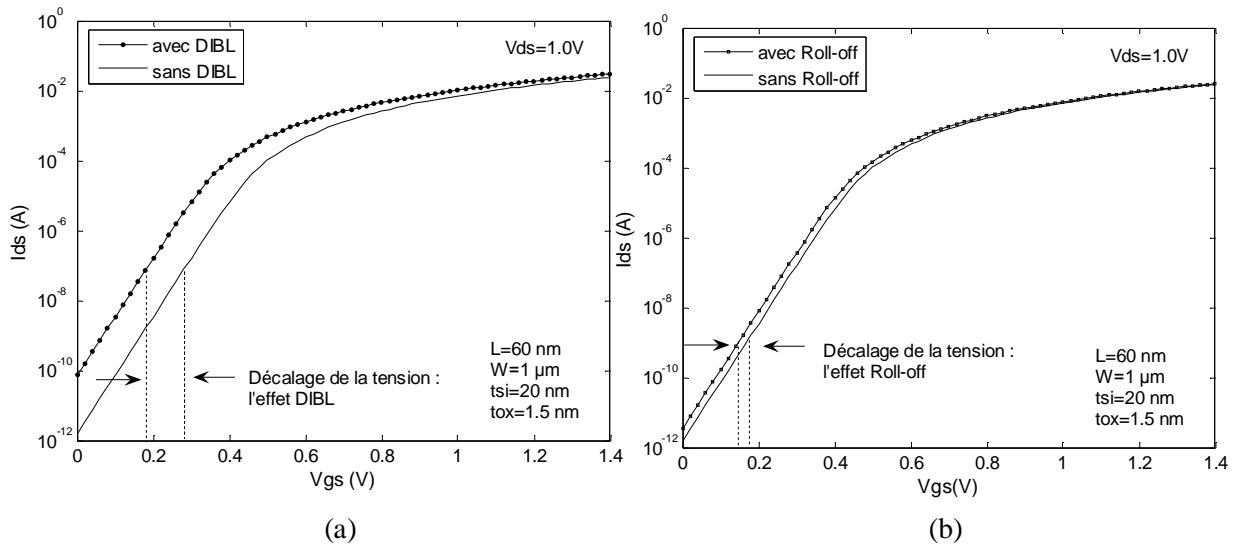 10^0
10^-2
10^-4
10^-6
10^-8
10^-10
10^-12
Ids (A)
avec DIBL
sans DIBL
Vds=1.0V
Décalage de la tension :
l'effet DIBL
L=60 nm
W=1 µm
tsi=20 nm
tox=1.5 nm
0 0.2 0.4 0.6 0.8 1 1.2 1.4
Vgs (V)
(a)
10^0
10^-2
10^-4
10^-6
10^-8
10^-10
10^-12
Ids (A)
avec Roll-off
sans Roll-off
Vds=1.0V
Décalage de la tension :
l'effet Roll-off
L=60 nm
W=1 µm
tsi=20 nm
tox=1.5 nm
0 0.2 0.4 0.6 0.8 1 1.2 1.4
Vgs(V)
(b)